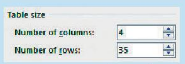 Table size
Number of columns: 4
Number of rows: 35